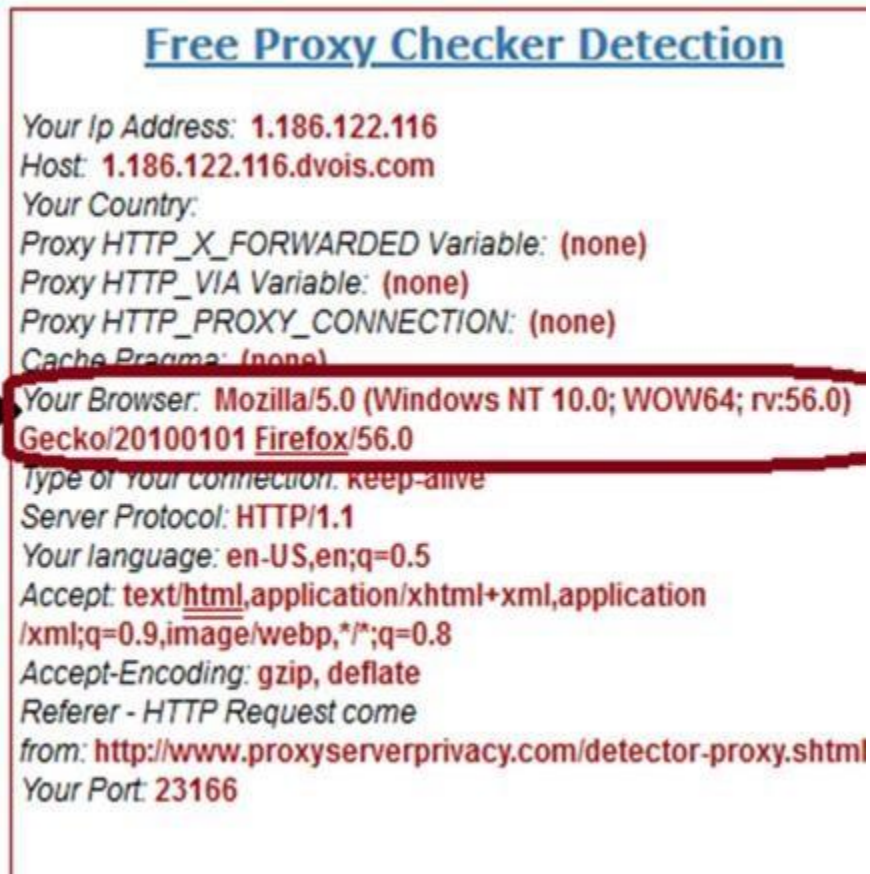 Free Proxy Checker Detection
Your Ip Address: 1.186.122.116
Host: 1.186.122.116.dvois.com
Your Country:
Proxy HTTP_X_FORWARDED Variable: (none)
Proxy HTTP_VIA Variable: (none)
Proxy HTTP_PROXY_CONNECTION: (none)
Cache Pragma: (none)
Your Browser: Mozilla/5.0 (Windows NT 10.0; WOW64; rv:56.0)
Gecko/20100101 Firefox/56.0
Type of Your connection: keep-alive
Server Protocol: HTTP/1.1
Your language: en-US,en;q=0.5
Accept: text/html,application/xhtml+xml,application
/xml;q=0.9,image/webp,*/*;q=0.8
Accept-Encoding: gzip, deflate
Referer - HTTP Request come
from: http://www.proxyserverprivacy.com/detector-proxy.shtml
Your Port: 23166